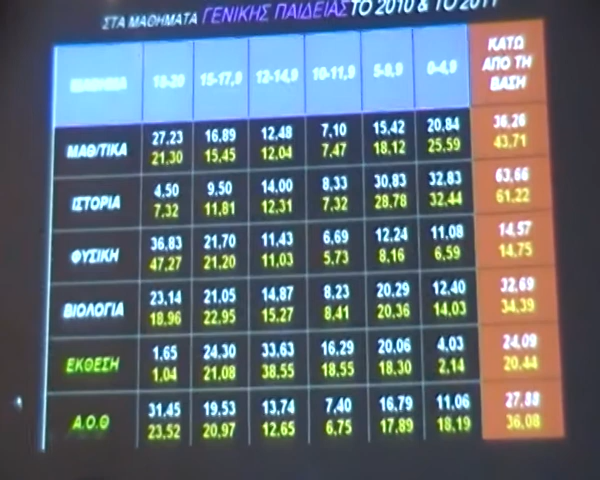 ΣΤΑ ΜΑΘΗΜΑΤΑ ΓΕΝΙΚΗΣ ΠΑΙΔΕΙΑΣ ΤΟ 2010 & ΤΟ 2011
18-20 15-17,9 12-14,9 10-11,9 5-9,9 0-4,9 ΚΑΤΩ ΑΠΟ ΤΗ ΒΑΣΗ
ΜΑΘ/ΤΙΚΑ 27,23 16,89 12,48 7,10 15,42 20,84 36,26
21,30 15,45 12,04 7,47 18,12 25,59 43,71
ΙΣΤΟΡΙΑ 4,50 9,50 14,00 8,33 30,83 32,83 63,66
7,32 11,81 12,31 7,32 28,78 32,44 61,22
ΦΥΣΙΚΗ 36,83 21,70 11,43 6,69 12,24 11,08 14,57
47,27 21,20 11,03 5,73 8,16 6,59 14,75
ΒΙΟΛΟΓΙΑ 23,14 21,05 14,87 8,23 20,29 12,40 32,69
18,96 22,95 15,27 8,41 20,36 14,03 34,39
ΕΚΘΕΣΗ 1,65 24,30 33,63 16,29 20,06 4,03 24,09
1,04 21,08 38,55 18,55 18,30 2,14 20,44
Α.Ο.Θ 31,45 19,53 13,74 7,40 16,79 11,06 27,88
23,52 20,97 12,65 6,75 17,89 18,19 36,08